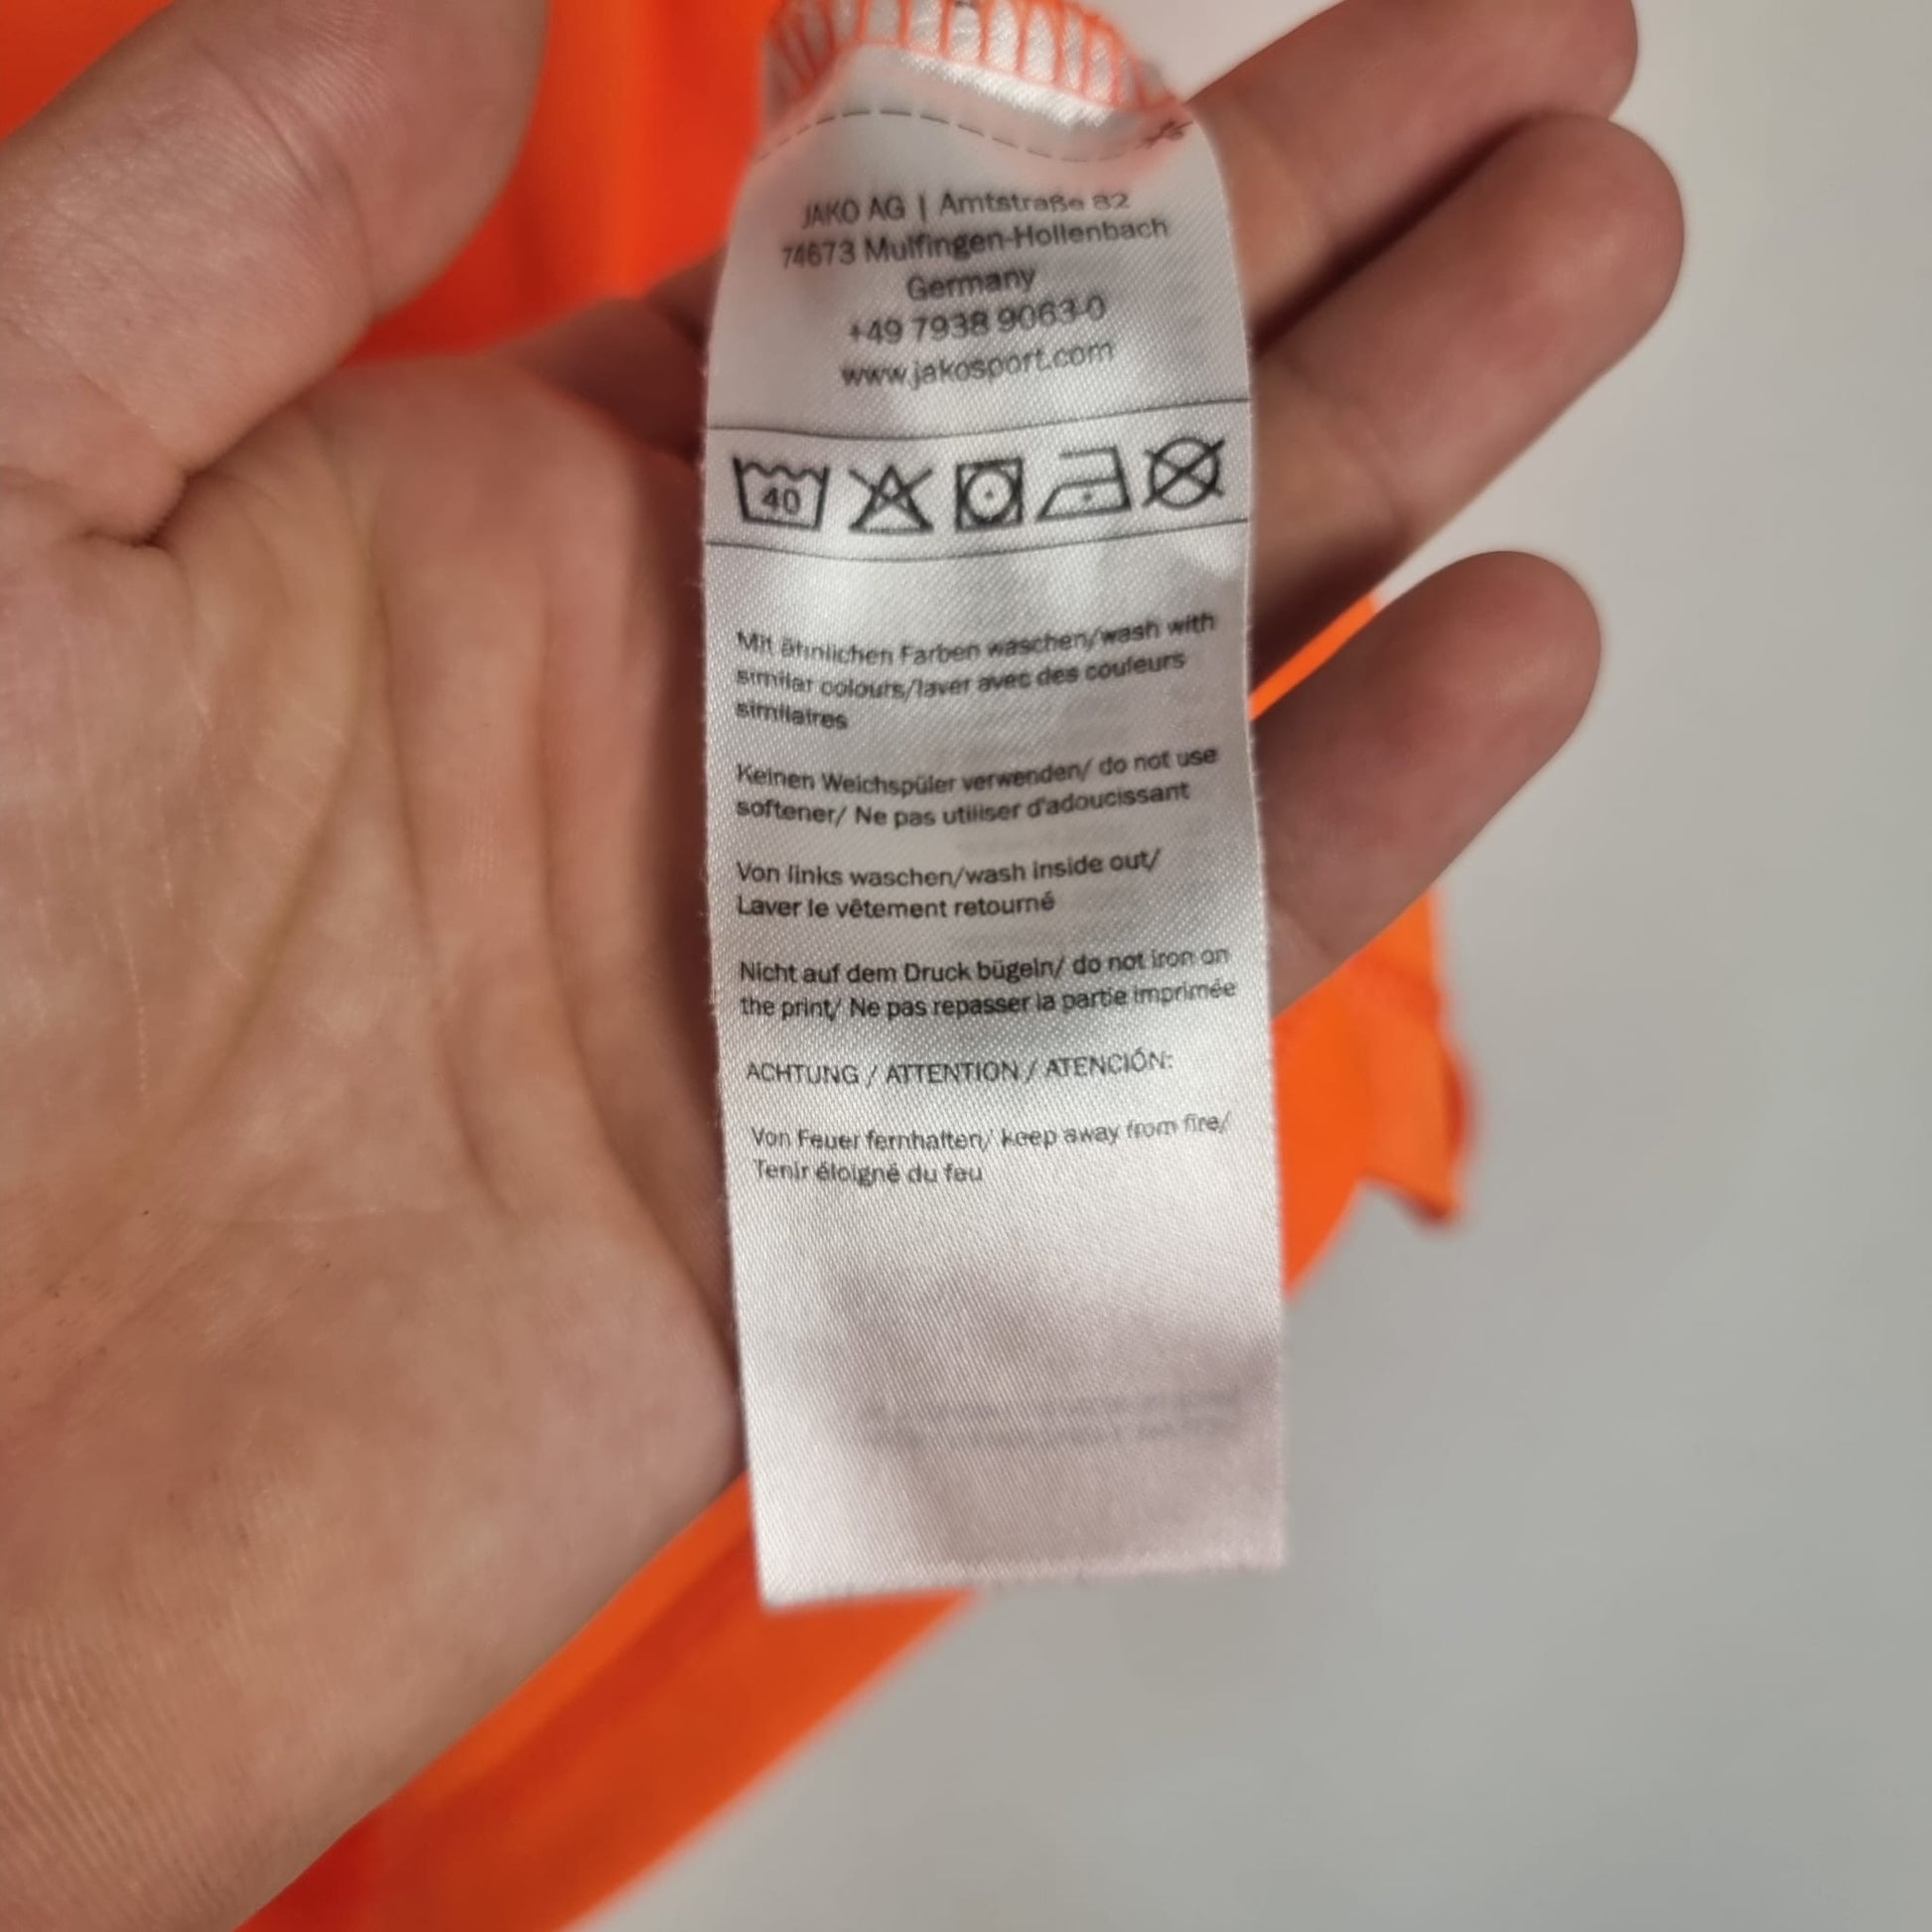 JAKO AG | Amtstraße 82
74673 Mulfingen-Hollenbach
Germany
+49 7938 9063-0
www.jakosport.com
40
Mit ähnlichen Farben waschen/wash with
similar colours/laver avec des couleurs
similaires
Keinen Weichspüler verwenden/ do not use
softener/ Ne pas utiliser d'adoucissant
Von links waschen/wash inside out/
Laver le vêtement retourné
Nicht auf dem Druck bügeln/ do not iron on
the print/ Ne pas repasser la partie imprimée
ACHTUNG / ATTENTION / ATENCIÓN:
Von Feuer fernhalten/ keep away from fire/
Tenir éloigné du feu